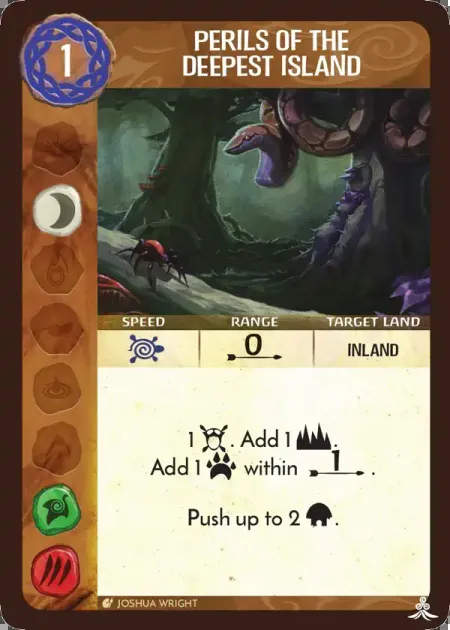 1
PERILS OF THE
DEEPEST ISLAND
SPEED RANGE TARGET LAND
0 INLAND
1 . Add 1 .
Add 1 within 1 .
Push up to 2 .
JOSHUA WRIGHT